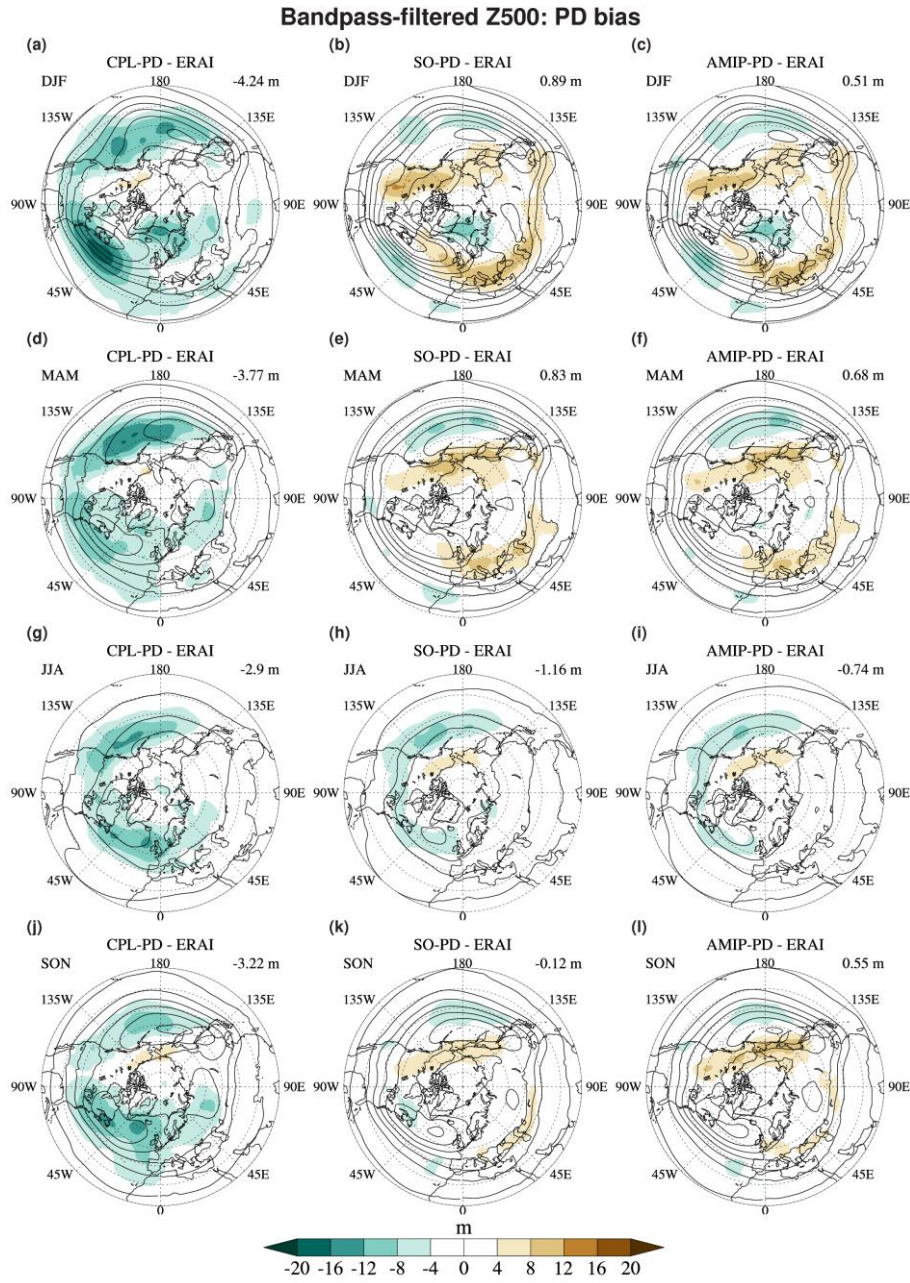 Bandpass-filtered Z500: PD bias
(a) (b) (c)
CPL-PD - ERAI SO-PD - ERAI AMIP-PD - ERAI
DJF 180 -4.24 m DJF 180 0.89 m DJF 180 0.51 m
135W 135E 135W 135E 135W 135E
90W 90E 90W 90E 90W 90E
45W 45E 45W 45E 45W 45E
0 0 0
(d) (e) (f)
CPL-PD - ERAI SO-PD - ERAI AMIP-PD - ERAI
MAM 180 -3.77 m MAM 180 0.83 m MAM 180 0.68 m
135W 135E 135W 135E 135W 135E
90W 90E 90W 90E 90W 90E
45W 45E 45W 45E 45W 45E
0 0 0
(g) (h) (i)
CPL-PD - ERAI SO-PD - ERAI AMIP-PD - ERAI
JJA 180 -2.9 m JJA 180 -1.16 m JJA 180 -0.74 m
135W 135E 135W 135E 135W 135E
90W 90E 90W 90E 90W 90E
45W 45E 45W 45E 45W 45E
0 0 0
(j) (k) (l)
CPL-PD - ERAI SO-PD - ERAI AMIP-PD - ERAI
SON 180 -3.22 m SON 180 -0.12 m SON 180 0.55 m
135W 135E 135W 135E 135W 135E
90W 90E 90W 90E 90W 90E
45W 45E 45W 45E 45W 45E
0 0 0
m
-20 -16 -12 -8 -4 0 4 8 12 16 20